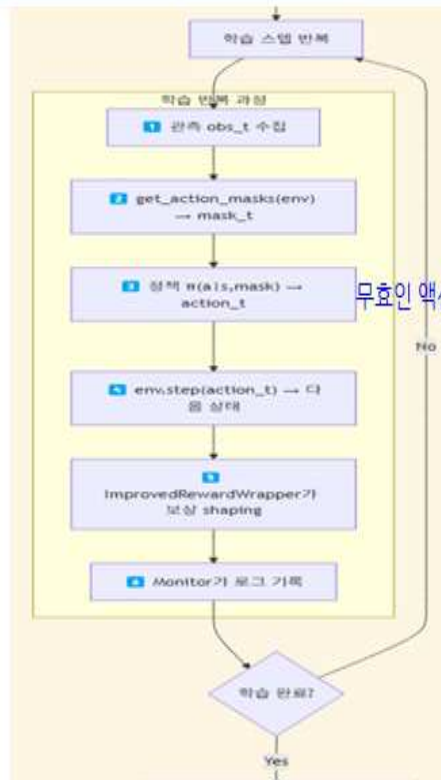 학습 스텝 반복
학습 반복 과정
1 관측 obs_t 수집
2 get_action_masks(env)
→ mask_t
3 정책 π(a|s,mask) →
action_t
무효인 액
No
4 env.step(action_t) → 다
음 상태
5
ImprovedRewardWrapper가
보상 shaping
6 Monitor가 로그 기록
학습 완료?
Yes